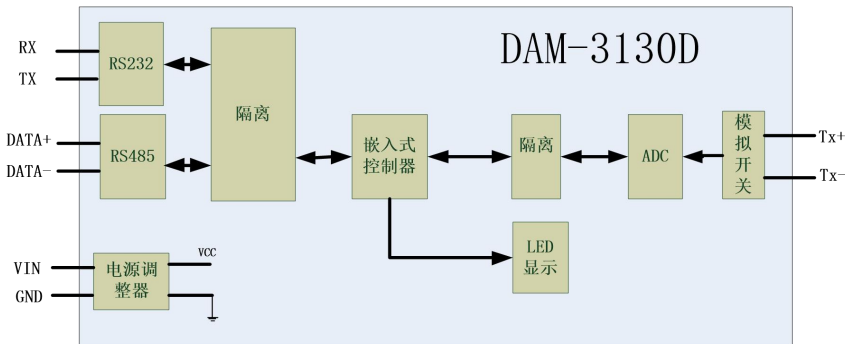 DAM-3130D
RX
TX
RS232
DATA+
DATA-
RS485
隔离
嵌入式
控制器
隔离
ADC
模
拟
开
关
Tx+
Tx-
LED
显示
VIN
GND
电源调
整器
VCC